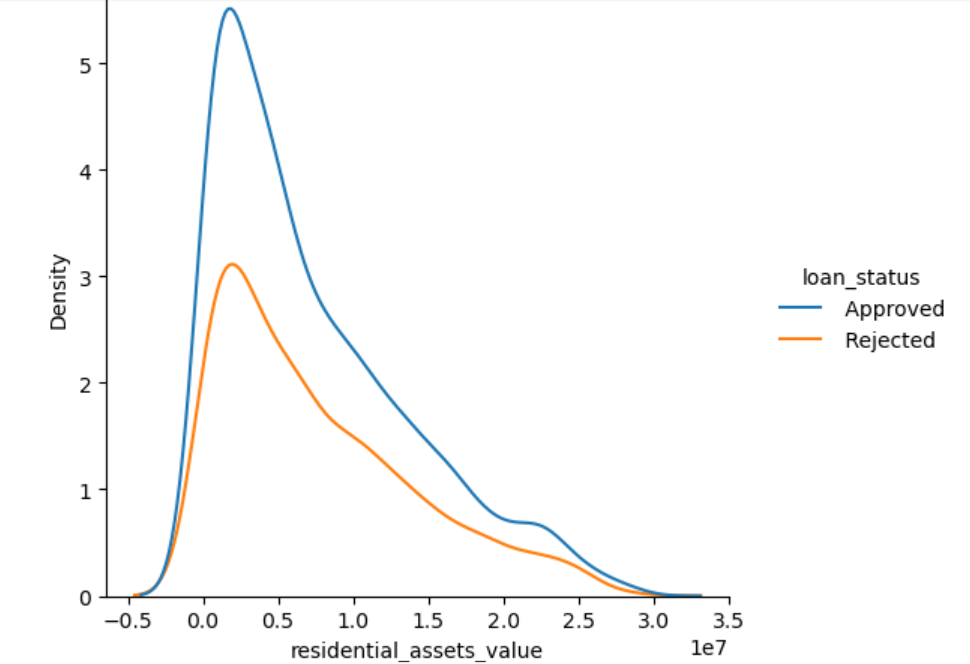 5
4
3
2
1
0
Density
−0.5 0.0 0.5 1.0 1.5 2.0 2.5 3.0 3.5
1e7
residential_assets_value
loan_status
Approved
Rejected